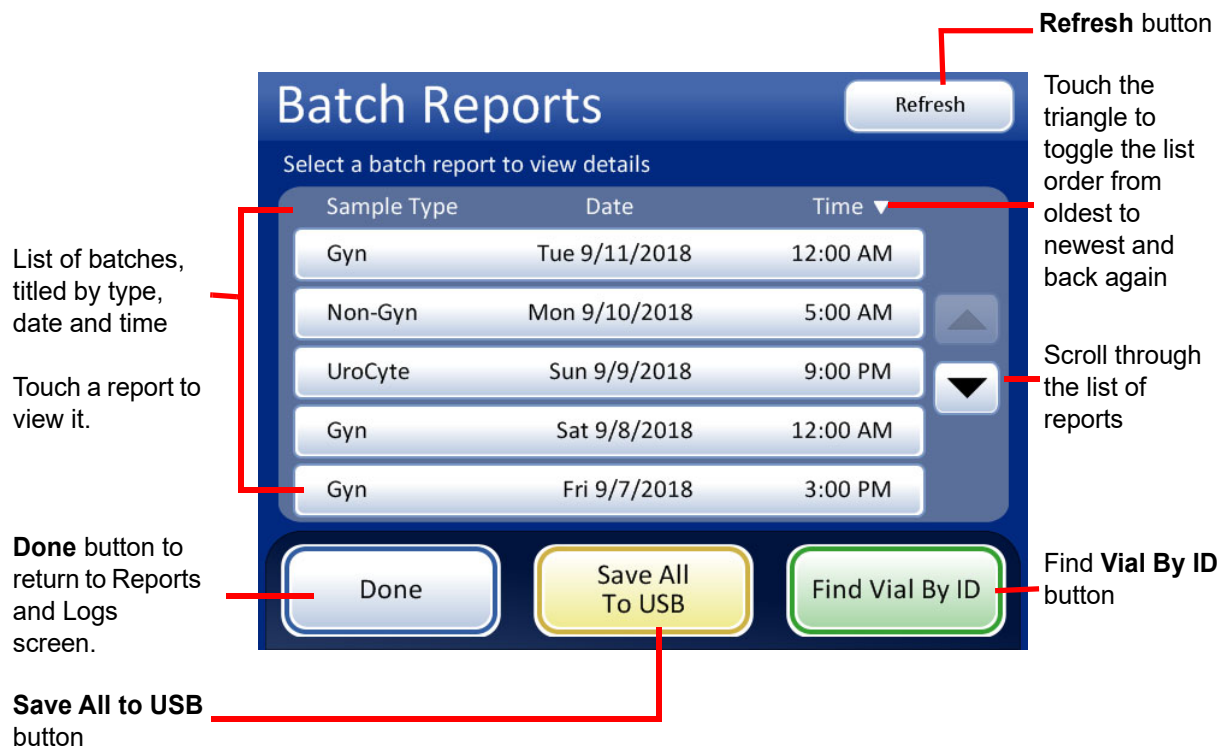 Refresh button
Batch Reports
Refresh
Touch the
triangle to
toggle the list
order from
oldest to
newest and
back again
Select a batch report to view details
Sample Type Date Time
Gyn Tue 9/11/2018 12:00 AM
Non-Gyn Mon 9/10/2018 5:00 AM
UroCyte Sun 9/9/2018 9:00 PM
Gyn Sat 9/8/2018 12:00 AM
Gyn Fri 9/7/2018 3:00 PM
List of batches,
titled by type,
date and time
Touch a report to
view it.
Scroll through
the list of
reports
Done button to
return to Reports
and Logs
screen.
Done
Save All
To USB
Find Vial By ID
Find Vial By ID
button
Save All to USB
button